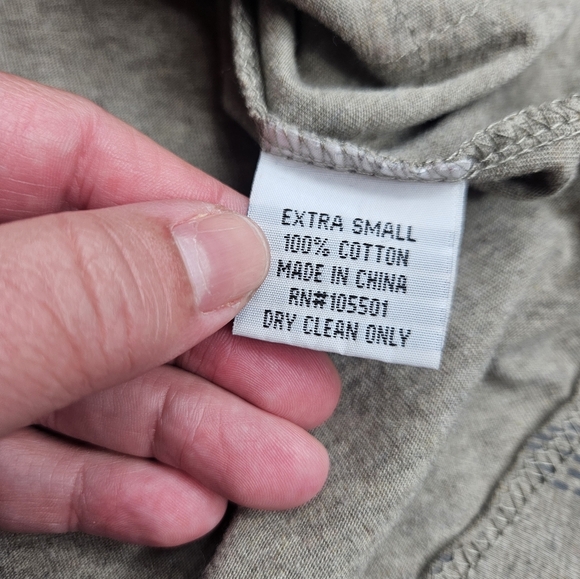 EXTRA SMALL
100% COTTON
MADE IN CHINA
RN#105501
DRY CLEAN ONLY